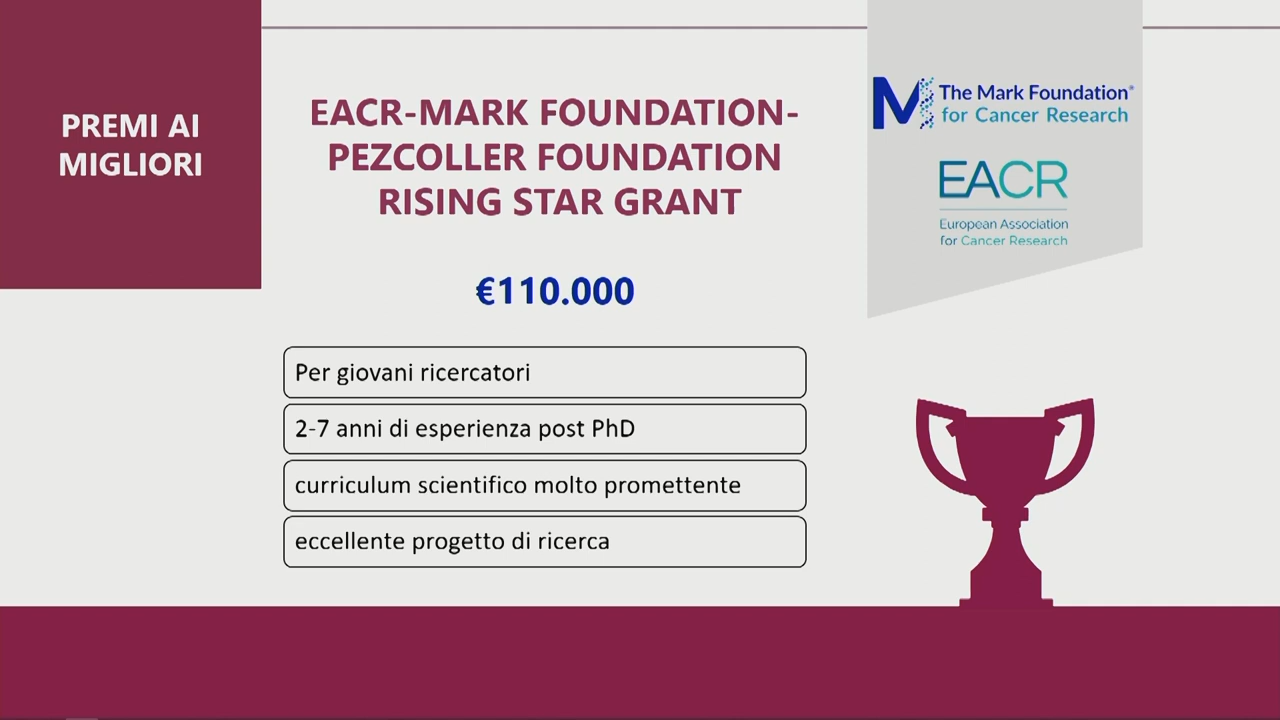 PREMI AI
MIGLIORI
EACR-MARK FOUNDATION-
PEZCOLLER FOUNDATION
RISING STAR GRANT
€110.000
Per giovani ricercatori
2-7 anni di esperienza post PhD
curriculum scientifico molto promettente
eccellente progetto di ricerca
M The Mark Foundation®
for Cancer Research
EACR
European Association
for Cancer Research